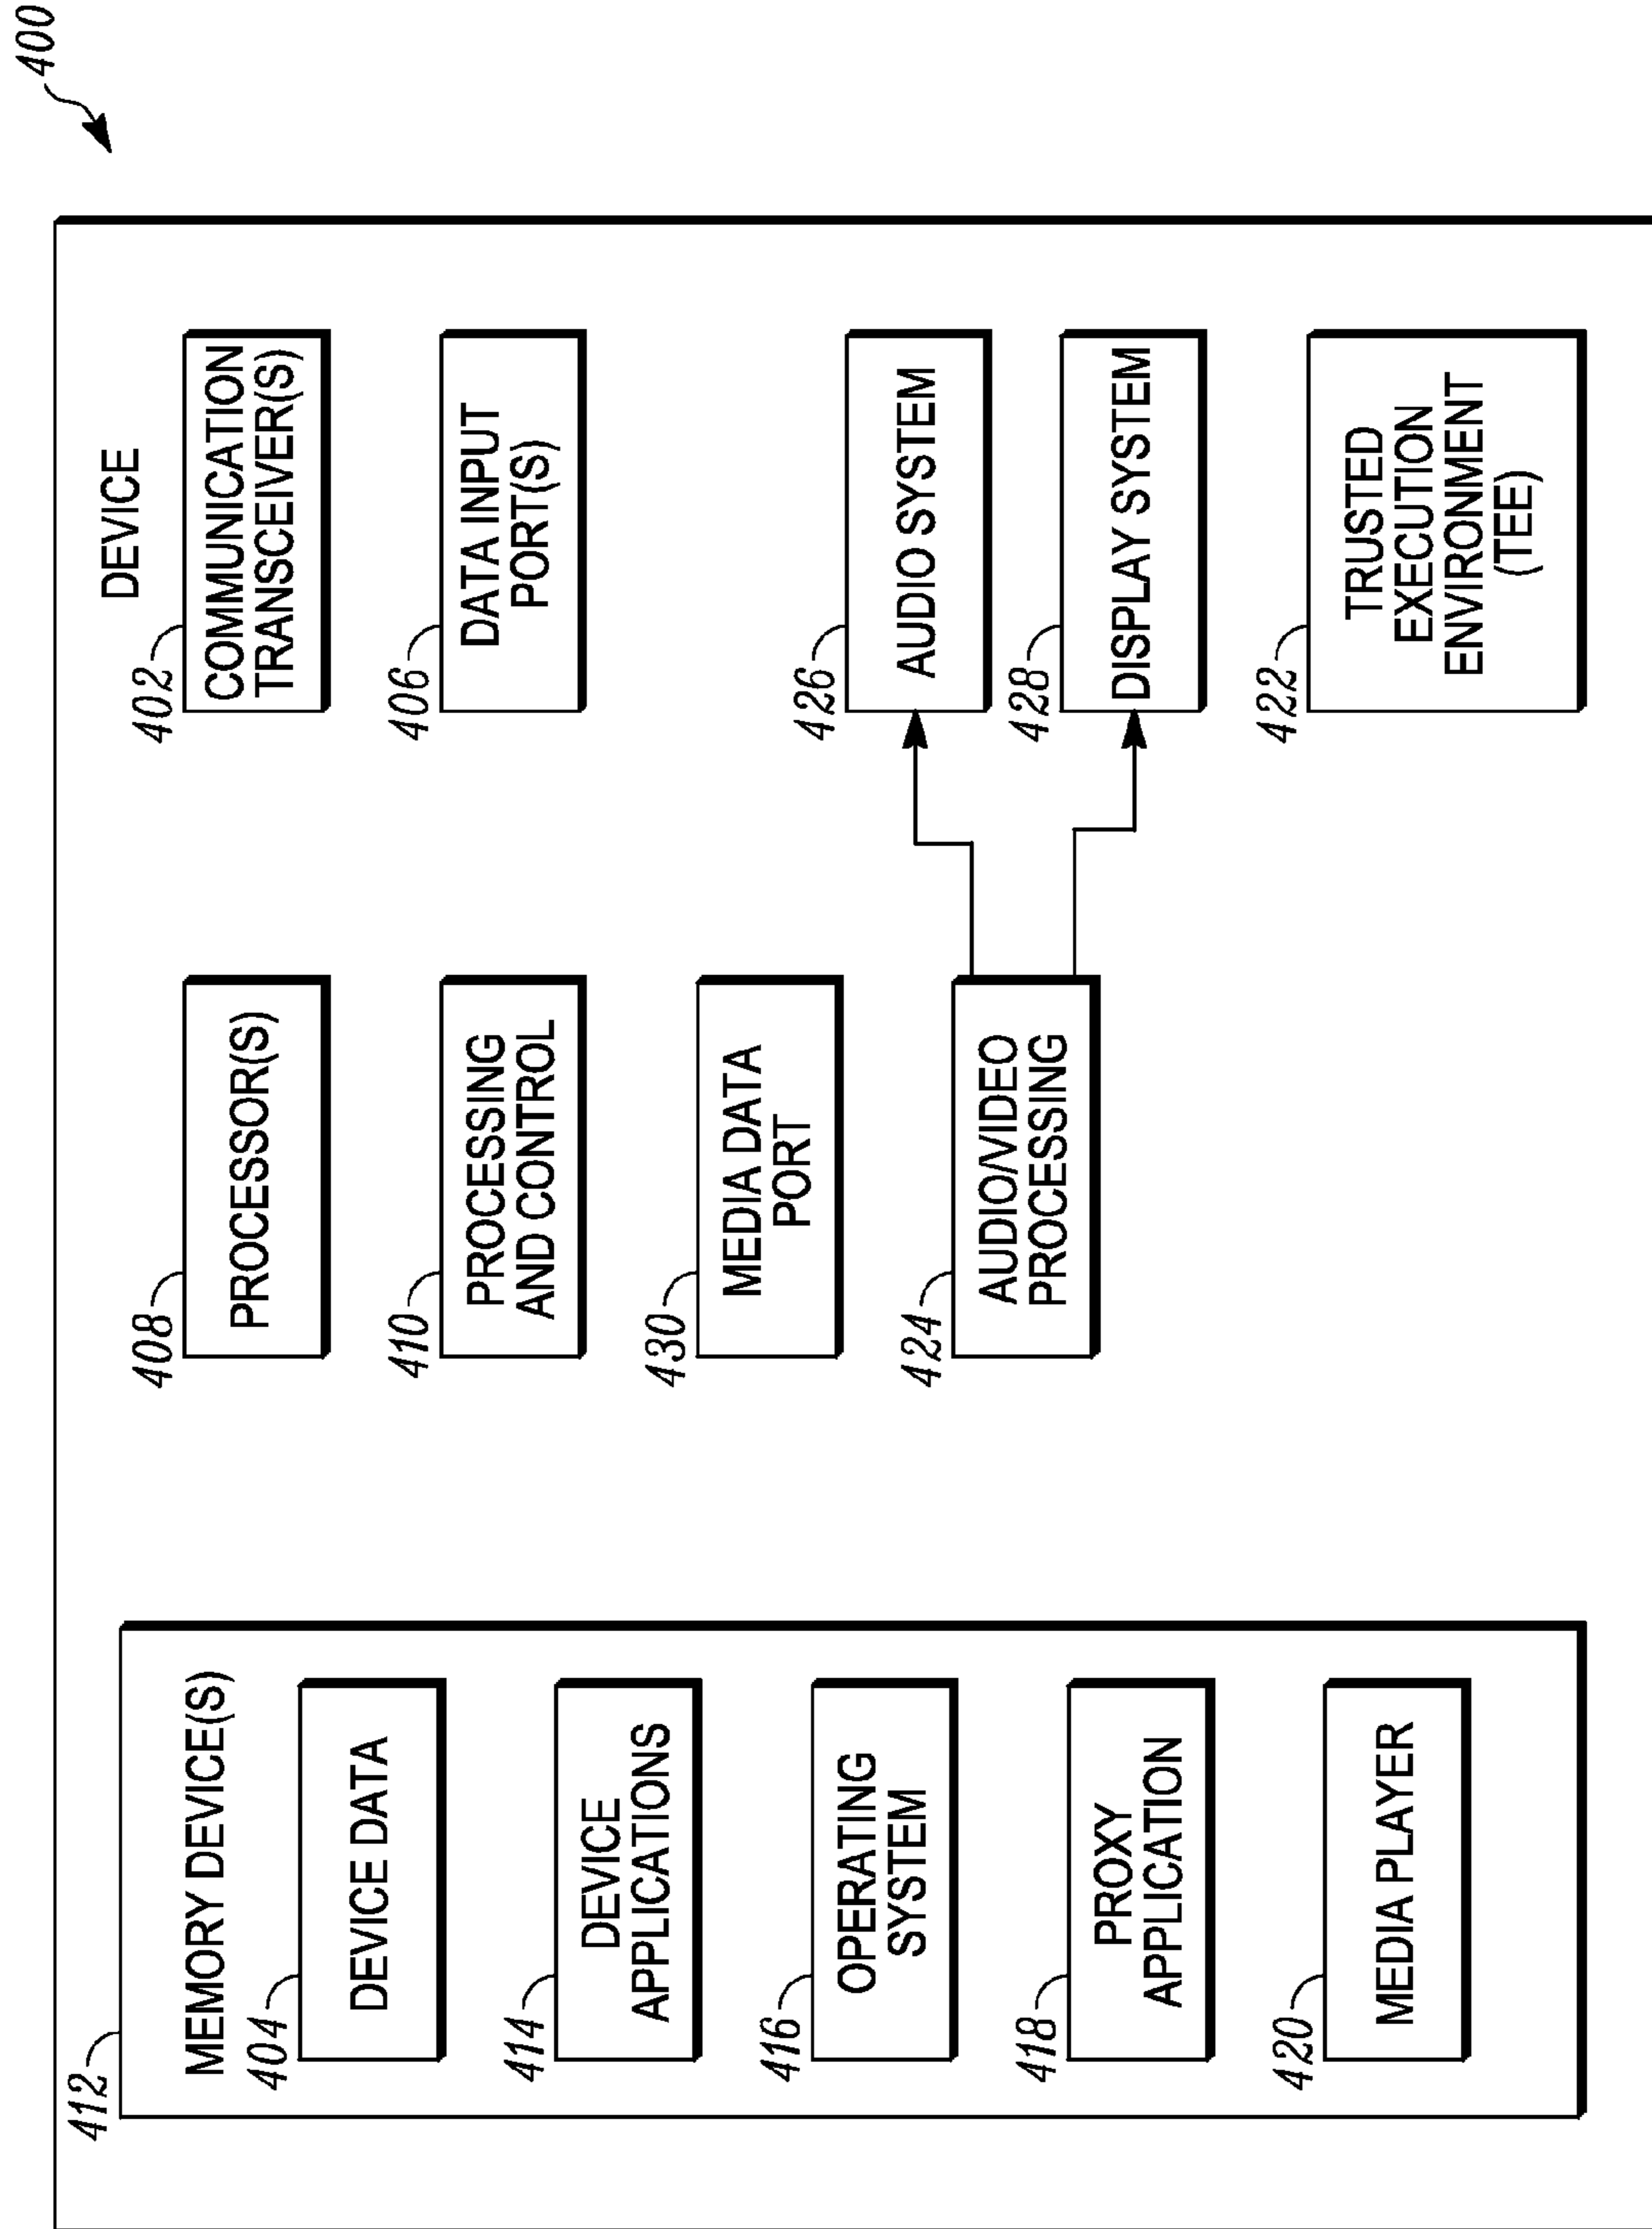 400
DEVICE
412
MEMORY DEVICE(S)
404
DEVICE DATA
414
DEVICE
APPLICATIONS
416
OPERATING
SYSTEM
418
PROXY
APPLICATION
420
MEDIA PLAYER
408
PROCESSOR(S)
410
PROCESSING
AND CONTROL
430
MEDIA DATA
PORT
424
AUDIO/VIDEO
PROCESSING
402
COMMUNICATION
TRANSCEIVER(S)
406
DATA INPUT
PORT(S)
426
AUDIO SYSTEM
428
DISPLAY SYSTEM
422
TRUSTED
EXECUTION
ENVIRONMENT
(TEE)